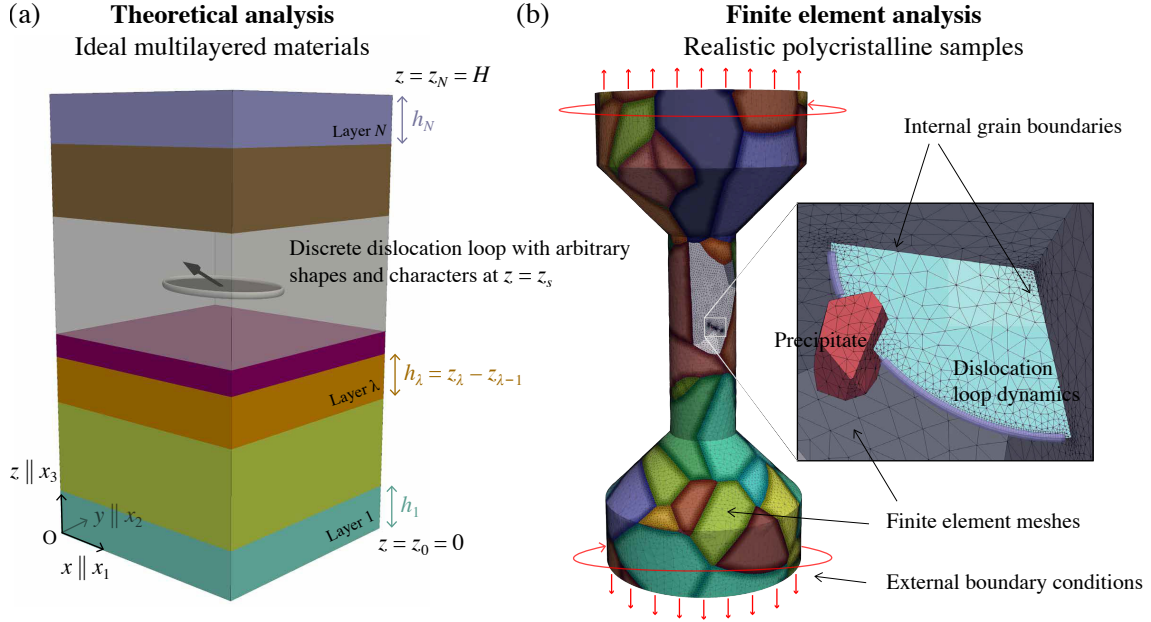 (a)
Theoretical analysis
Ideal multilayered materials
z = z_N = H
h_N
Layer N
Discrete dislocation loop with arbitrary
shapes and characters at z = z_s
h_λ = z_λ − z_{λ−1}
Layer λ
z ∥ x_3
y ∥ x_2
O
x ∥ x_1
h_1
Layer 1
z = z_0 = 0
(b)
Finite element analysis
Realistic polycristalline samples
Internal grain boundaries
Precipitate
Dislocation
loop dynamics
Finite element meshes
External boundary conditions